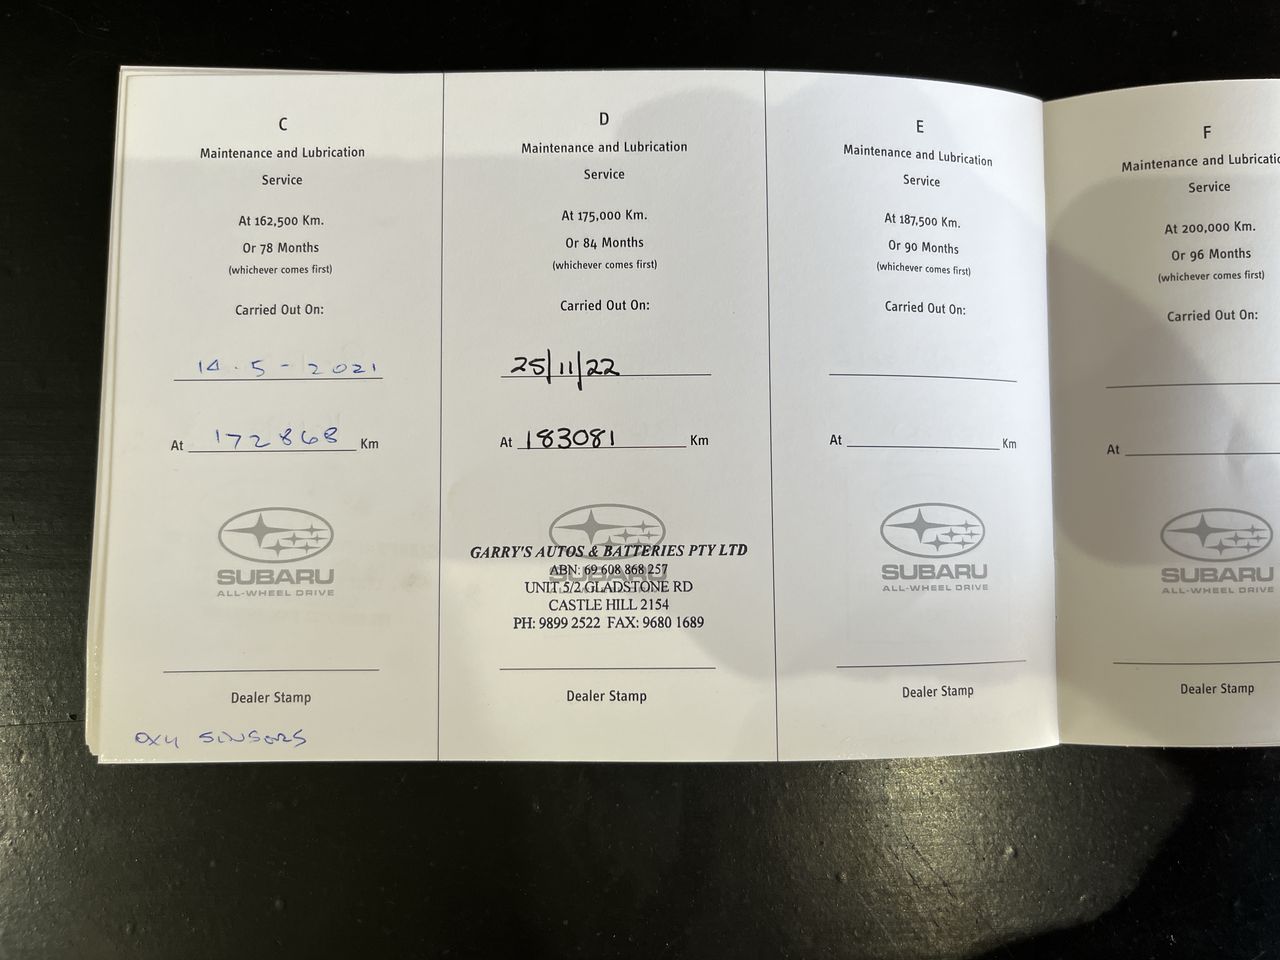 C
Maintenance and Lubrication
Service
At 162,500 Km.
Or 78 Months
(whichever comes first)
Carried Out On:
14.5-2021
At 172868 Km
SUBARU
ALL-WHEEL DRIVE
Dealer Stamp
OXY SENSORS
D
Maintenance and Lubrication
Service
At 175,000 Km.
Or 84 Months
(whichever comes first)
Carried Out On:
25/11/22
At 183081 Km
GARRY'S AUTOS & BATTERIES PTY LTD
ABN: 69 608 868 257
SUBARU
UNIT 5/2 GLADSTONE RD
CASTLE HILL 2154
PH: 9899 2522 FAX: 9680 1689
Dealer Stamp
E
Maintenance and Lubrication
Service
At 187,500 Km.
Or 90 Months
(whichever comes first)
Carried Out On:
At Km
SUBARU
ALL-WHEEL DRIVE
Dealer Stamp
F
Maintenance and Lubricatio
Service
At 200,000 Km.
Or 96 Months
(whichever comes first)
Carried Out On:
At
SUBARU
ALL-WHEEL DRIVE
Dealer Stamp